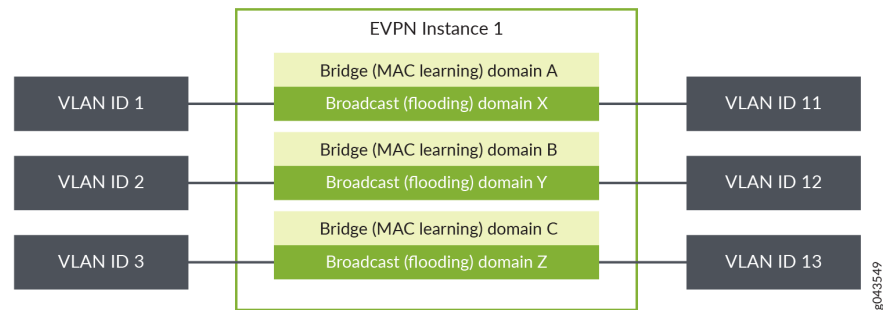 EVPN Instance 1
Bridge (MAC learning) domain A
VLAN ID 1
Broadcast (flooding) domain X
VLAN ID 11
Bridge (MAC learning) domain B
VLAN ID 2
Broadcast (flooding) domain Y
VLAN ID 12
Bridge (MAC learning) domain C
VLAN ID 3
Broadcast (flooding) domain Z
VLAN ID 13
g043549